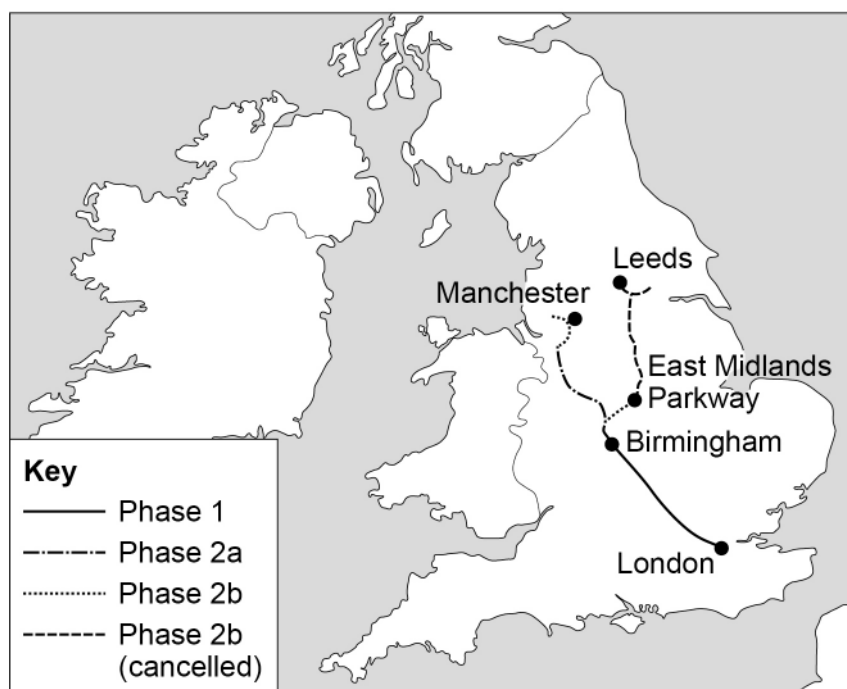 Leeds
Manchester
East Midlands
Parkway
Birmingham
London
Key
Phase 1
Phase 2a
Phase 2b
Phase 2b
(cancelled)